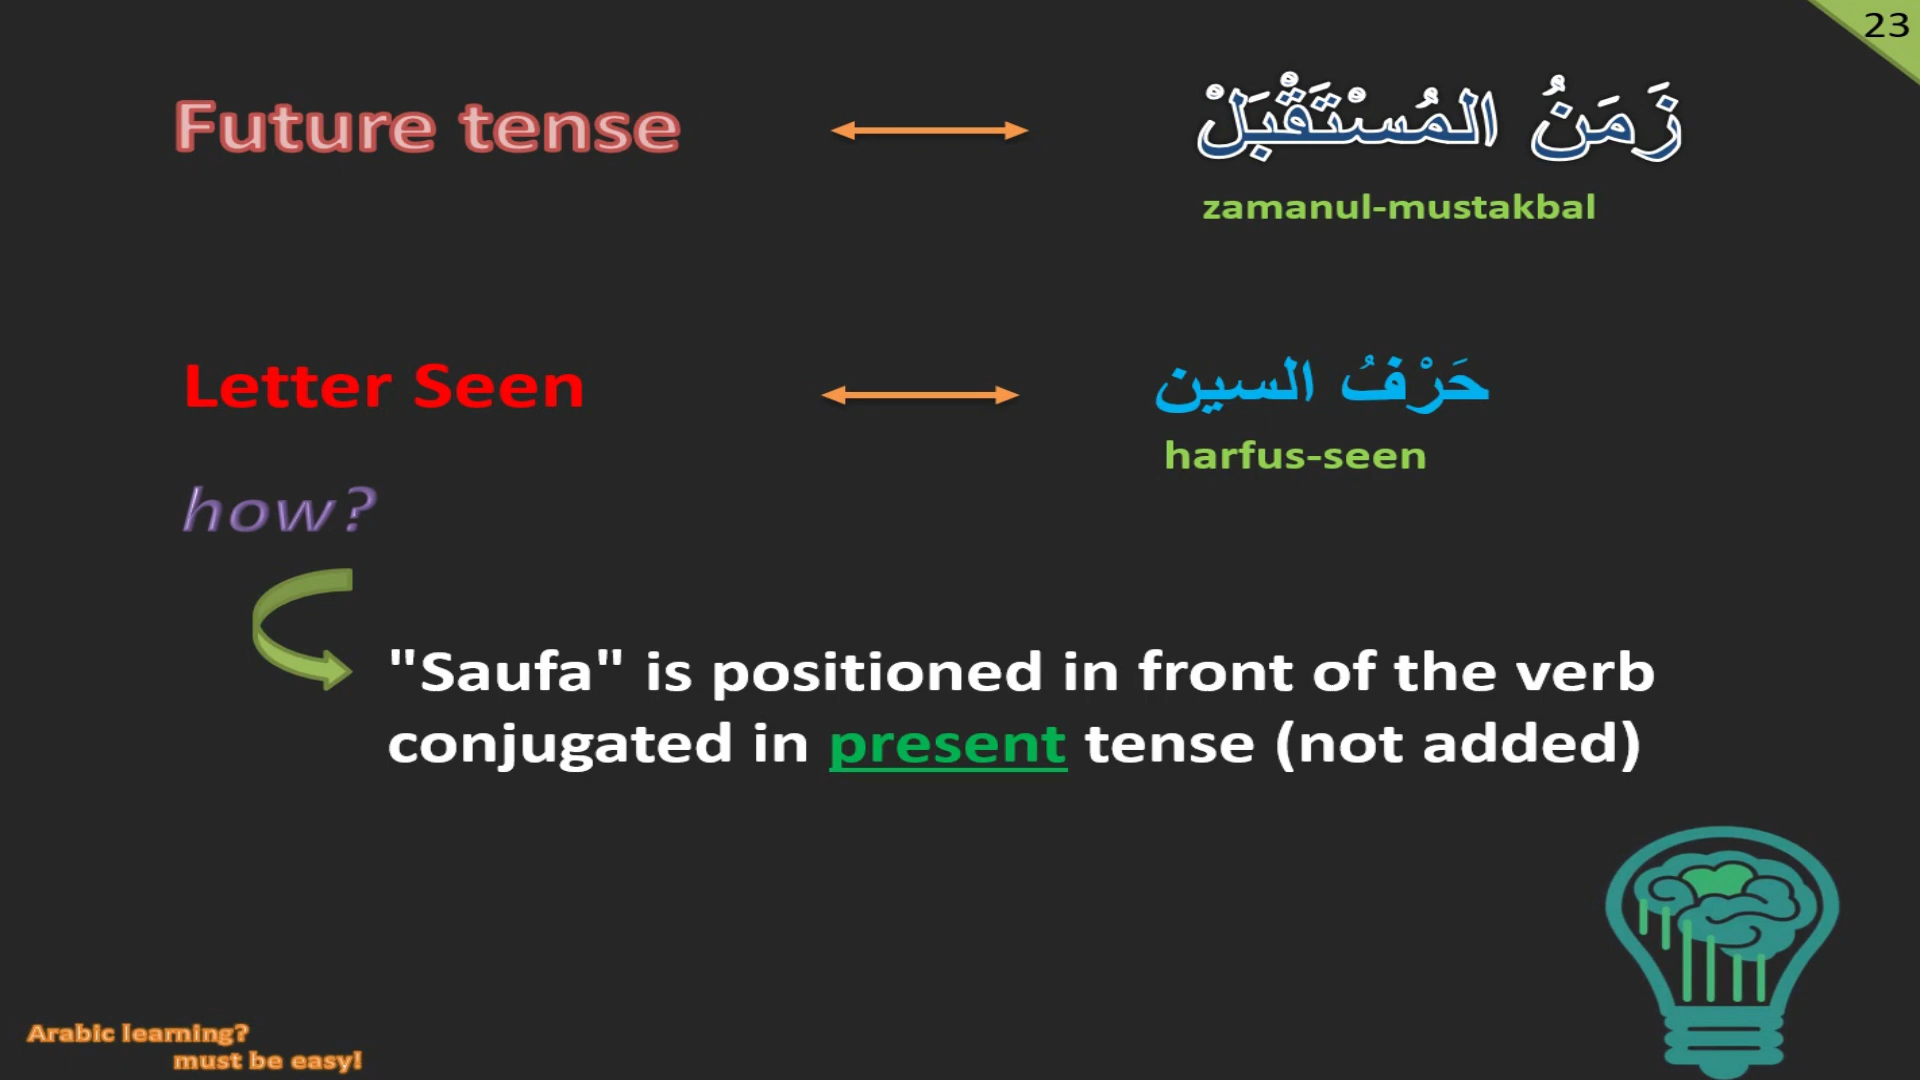 23
Future tense
زَمَنُ المُسْتَقْبَلْ
zamanul-mustakbal
Letter Seen
حَرْفُ السين
harfus-seen
how?
"Saufa" is positioned in front of the verb
conjugated in present tense (not added)
Arabic learning?
must be easy!